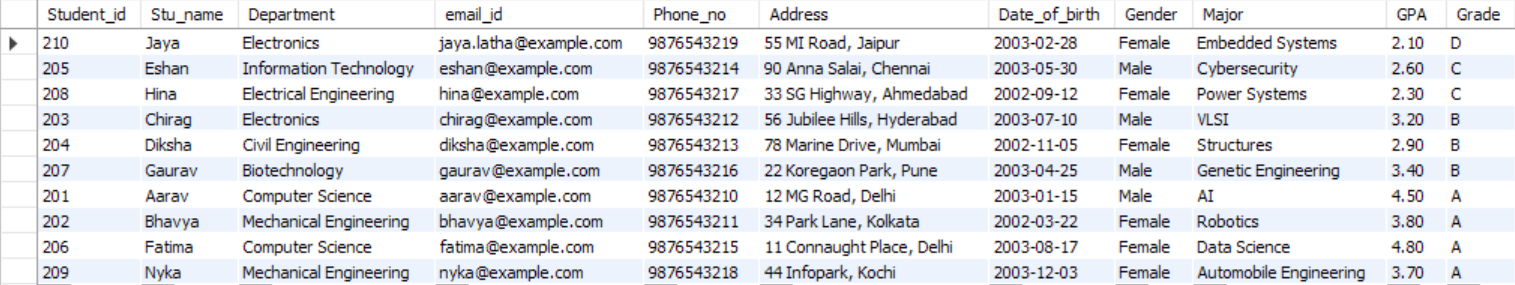 Student_id Stu_name Department email_id Phone_no Address Date_of_birth Gender Major GPA Grade
210 Jaya Electronics jaya.latha@example.com 9876543219 55 MI Road, Jaipur 2003-02-28 Female Embedded Systems 2.10 D
205 Eshan Information Technology eshan@example.com 9876543214 90 Anna Salai, Chennai 2003-05-30 Male Cybersecurity 2.60 C
208 Hina Electrical Engineering hina@example.com 9876543217 33 SG Highway, Ahmedabad 2002-09-12 Female Power Systems 2.30 C
203 Chirag Electronics chirag@example.com 9876543212 56 Jubilee Hills, Hyderabad 2003-07-10 Male VLSI 3.20 B
204 Diksha Civil Engineering diksha@example.com 9876543213 78 Marine Drive, Mumbai 2002-11-05 Female Structures 2.90 B
207 Gaurav Biotechnology gaurav@example.com 9876543216 22 Koregaon Park, Pune 2003-04-25 Male Genetic Engineering 3.40 B
201 Aarav Computer Science aarav@example.com 9876543210 12 MG Road, Delhi 2003-01-15 Male AI 4.50 A
202 Bhavya Mechanical Engineering bhavya@example.com 9876543211 34 Park Lane, Kolkata 2002-03-22 Female Robotics 3.80 A
206 Fatima Computer Science fatima@example.com 9876543215 11 Connaught Place, Delhi 2003-08-17 Female Data Science 4.80 A
209 Nyka Mechanical Engineering nyka@example.com 9876543218 44 Infopark, Kochi 2003-12-03 Female Automobile Engineering 3.70 A